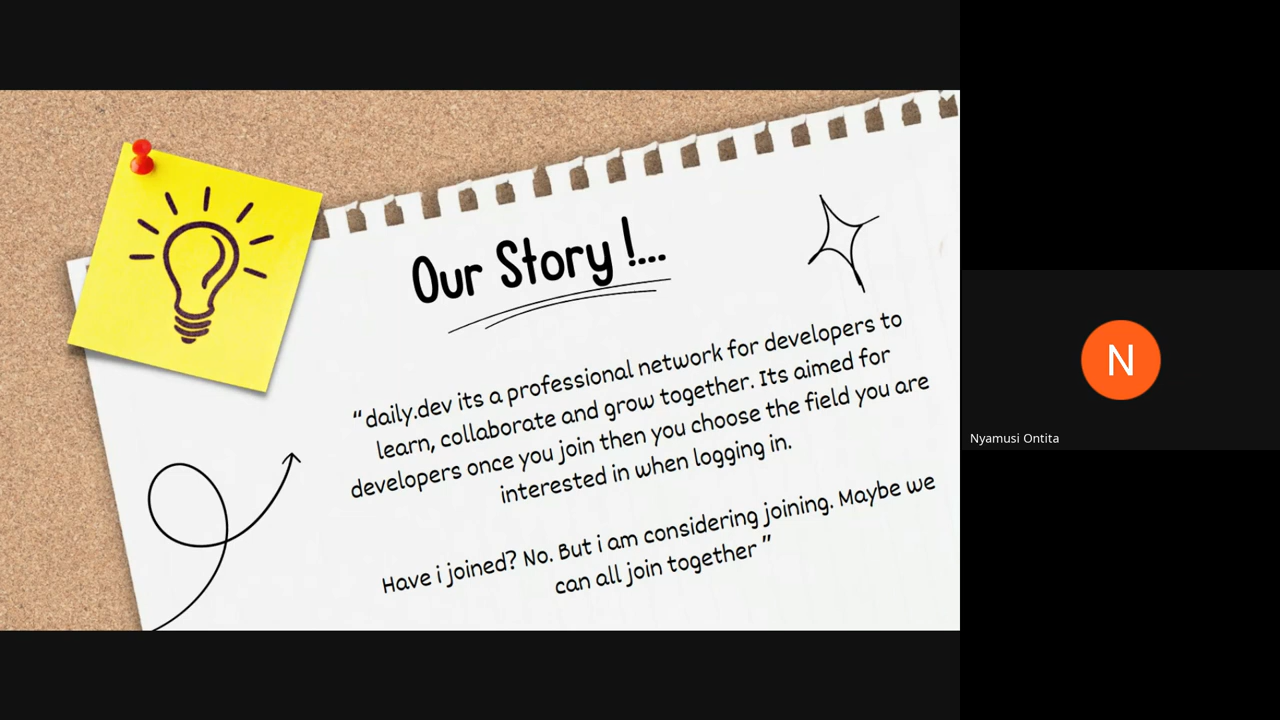 Our Story !...
“ daily.dev its a professional network for developers to
learn, collaborate and grow together. Its aimed for
developers once you join then you choose the field you are
interested in when logging in.
Have i joined? No. But i am considering joining. Maybe we
can all join together ”
N
Nyamusi Ontita